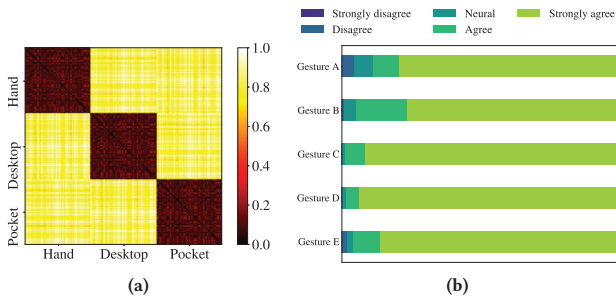 Hand
Desktop
Pocket
Hand Desktop Pocket
1.0
0.8
0.6
0.4
0.2
0.0
(a)
Strongly disagree Neural Strongly agree
Disagree Agree
Gesture A
Gesture B
Gesture C
Gesture D
Gesture E
(b)